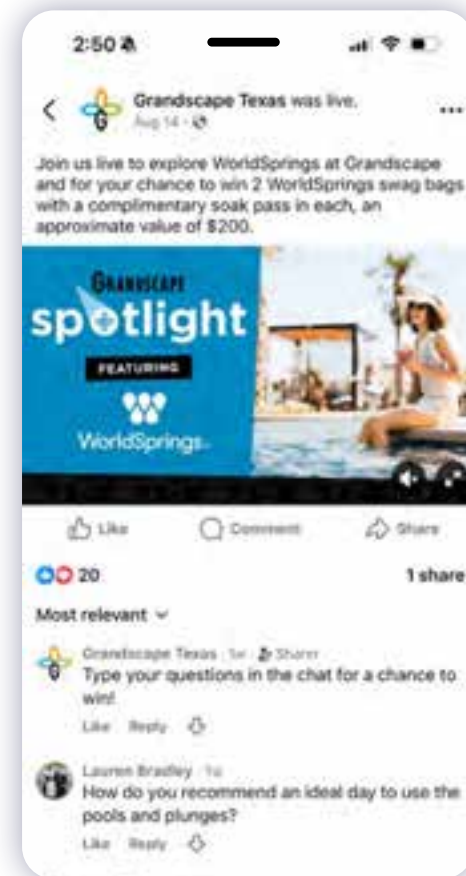 2:50
Grandscape Texas was live.
Aug 14
Join us live to explore WorldSprings at Grandscape
and for your chance to win 2 WorldSprings swag bags
with a complimentary soak pass in each, an
approximate value of $200.
GRANDSCAPE
spotlight
FEATURING
WorldSprings
Like Comment Share
20 1 share
Most relevant
Grandscape Texas 1w Sharer
Type your questions in the chat for a chance to
win!
Like Reply
Lauren Bradley 1w
How do you recommend an ideal day to use the
pools and plunges?
Like Reply